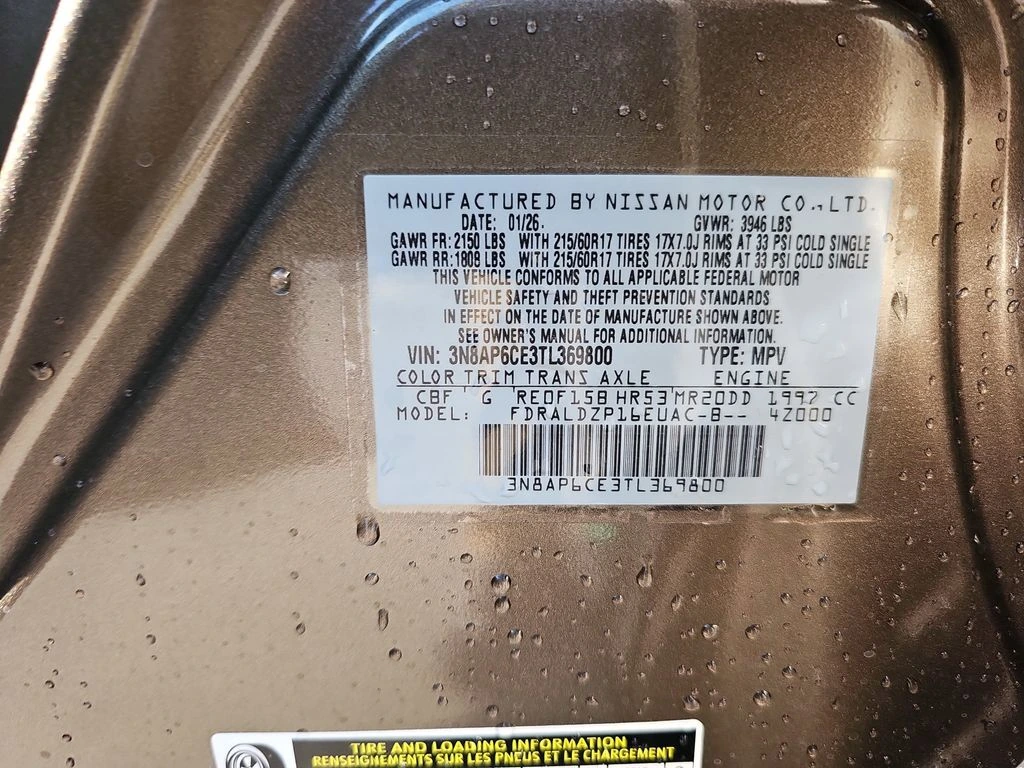 MANUFACTURED BY NISSAN MOTOR CO., LTD.
DATE: 01/26. GVWR: 3946 LBS
GAWR FR: 2150 LBS WITH 215/60R17 TIRES 17X7.0J RIMS AT 33 PSI COLD SINGLE
GAWR RR: 1808 LBS WITH 215/60R17 TIRES 17X7.0J RIMS AT 33 PSI COLD SINGLE
THIS VEHICLE CONFORMS TO ALL APPLICABLE FEDERAL MOTOR
VEHICLE SAFETY AND THEFT PREVENTION STANDARDS
IN EFFECT ON THE DATE OF MANUFACTURE SHOWN ABOVE.
SEE OWNER'S MANUAL FOR ADDITIONAL INFORMATION.
VIN: 3N8AP6CE3TL369800 TYPE: MPV
COLOR TRIM TRANS AXLE ENGINE
CBF G RE0F15B HR53 MR20DD 1997 CC
MODEL: FDRALDZP16EUAC-B-- 4Z000
3N8AP6CE3TL369800
TIRE AND LOADING INFORMATION
RENSEIGNEMENTS SUR LES PNEUS ET LE CHARGEMENT